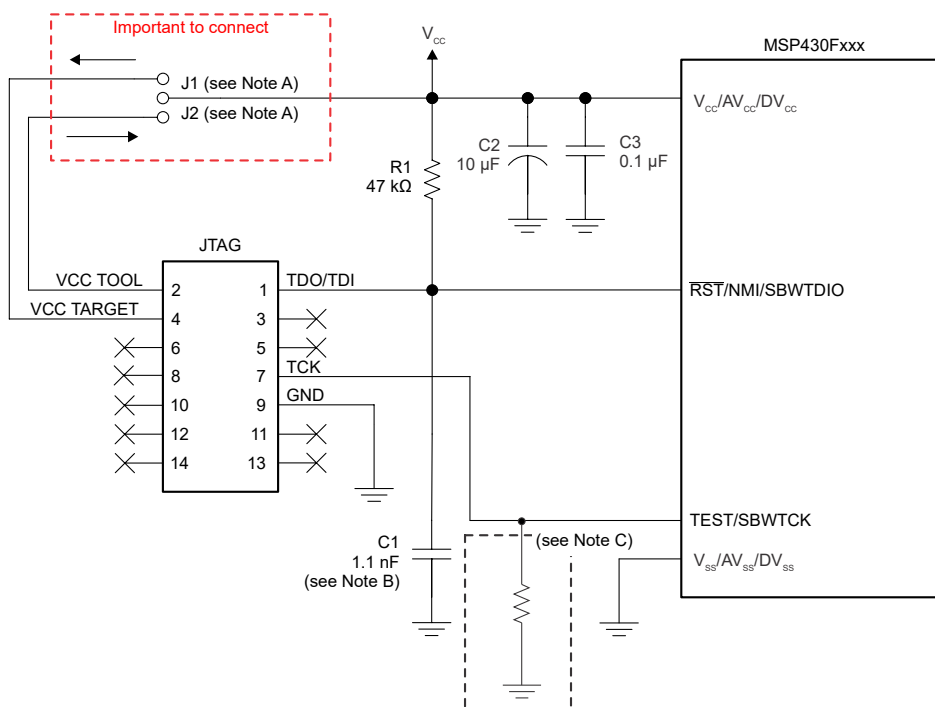 Important to connect
J1 (see Note A)
J2 (see Note A)
VCC
MSP430Fxxx
VCC/AVCC/DVCC
C2
10 µF
C3
0.1 µF
R1
47 kΩ
JTAG
VCC TOOL
2
1
TDO/TDI
RST/NMI/SBWTDIO
VCC TARGET
4
3
6
5
8
7
TCK
10
9
GND
12
11
14
13
TEST/SBWTCK
C1
1.1 nF
(see Note B)
(see Note C)
VSS/AVSS/DVSS